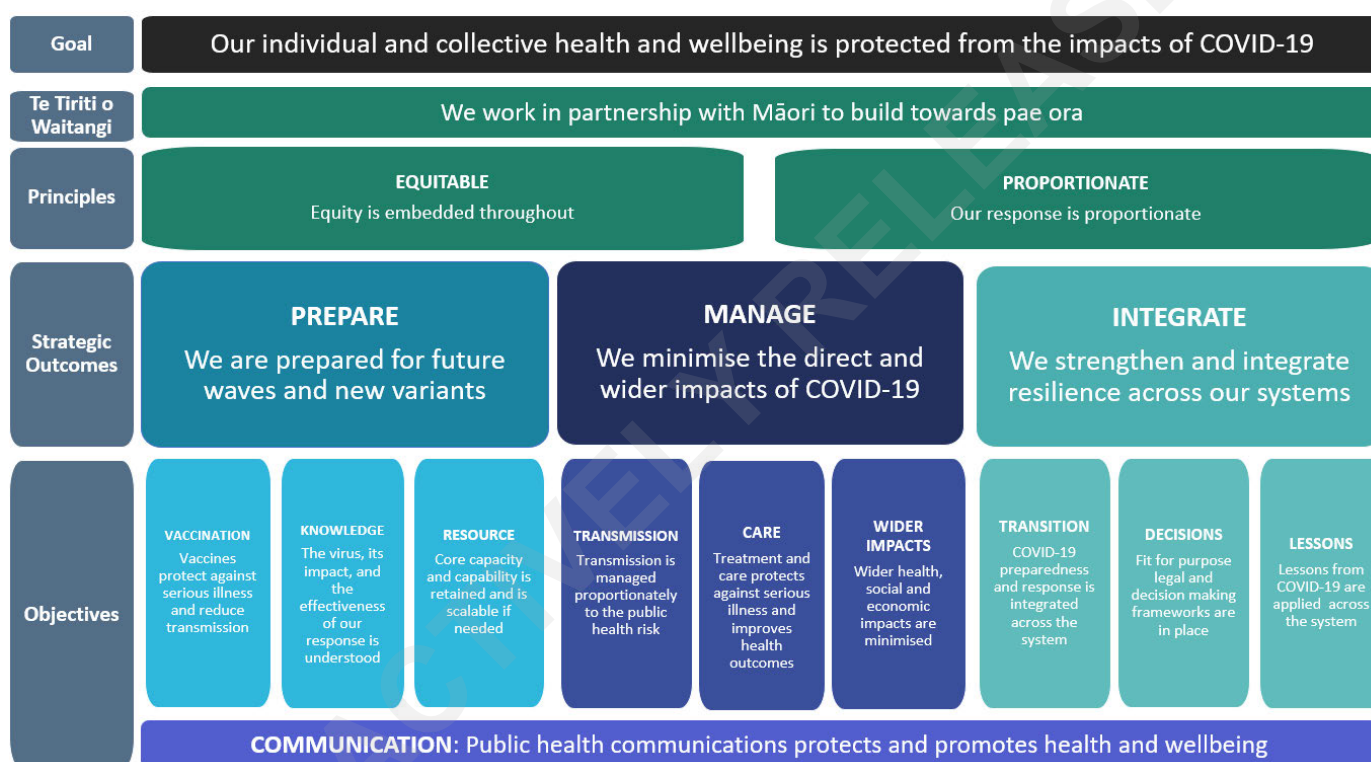 Goal
Our individual and collective health and wellbeing is protected from the impacts of COVID-19
Te Tiriti o
Waitangi
We work in partnership with Māori to build towards pae ora
Principles
EQUITABLE
Equity is embedded throughout
PROPORTIONATE
Our response is proportionate
Strategic
Outcomes
PREPARE
We are prepared for future
waves and new variants
MANAGE
We minimise the direct and
wider impacts of COVID-19
INTEGRATE
We strengthen and integrate
resilience across our systems
Objectives
VACCINATION
Vaccines
protect against
serious illness
and reduce
transmission
KNOWLEDGE
The virus, its
impact, and
the
effectiveness
of our
response is
understood
RESOURCE
Core capacity
and capability is
retained and is
scalable if
needed
TRANSMISSION
Transmission is
managed
proportionately
to the public
health risk
CARE
Treatment and
care protects
against serious
illness and
improves
health
outcomes
WIDER
IMPACTS
Wider health,
social and
economic
impacts are
minimised
TRANSITION
COVID-19
preparedness
and response is
integrated
across the
system
DECISIONS
Fit for purpose
legal and
decision making
frameworks are
in place
LESSONS
Lessons from
COVID-19 are
applied across
the system
COMMUNICATION: Public health communications protects and promotes health and wellbeing
ACTIVELY RELEAS